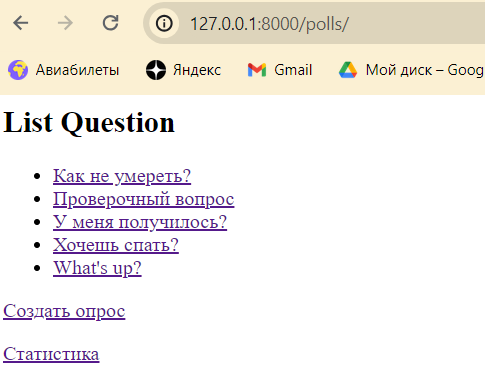 127.0.0.1:8000/polls/
Авиабилеты Яндекс Gmail Мой диск – Goog
List Question
Как не умереть?
Проверочный вопрос
У меня получилось?
Хочешь спать?
What's up?
Создать опрос
Статистика